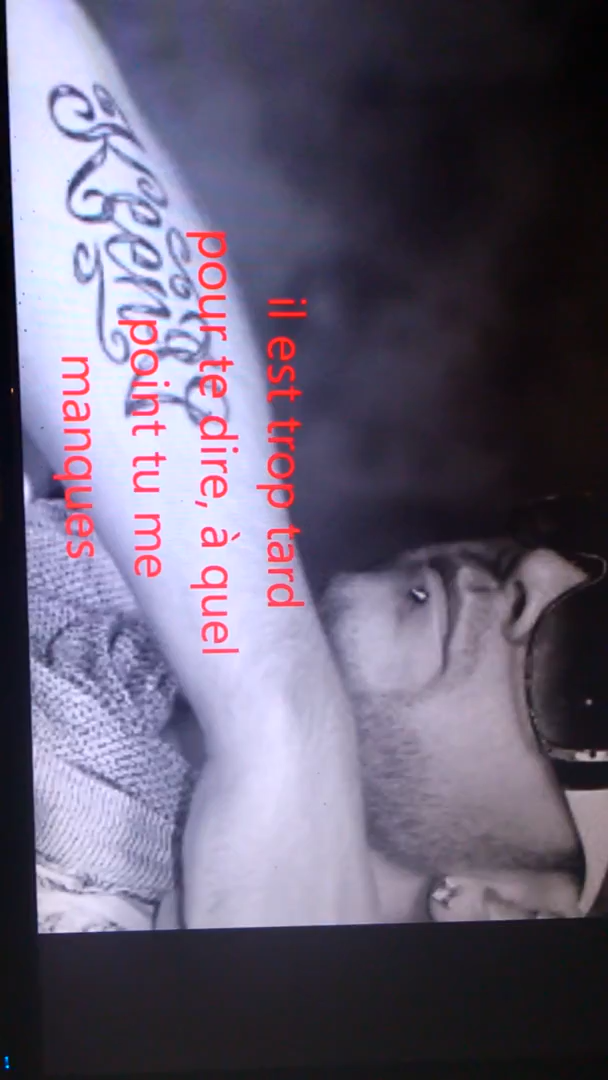 il est trop tard
pour te dire, à quel
point tu me
manques